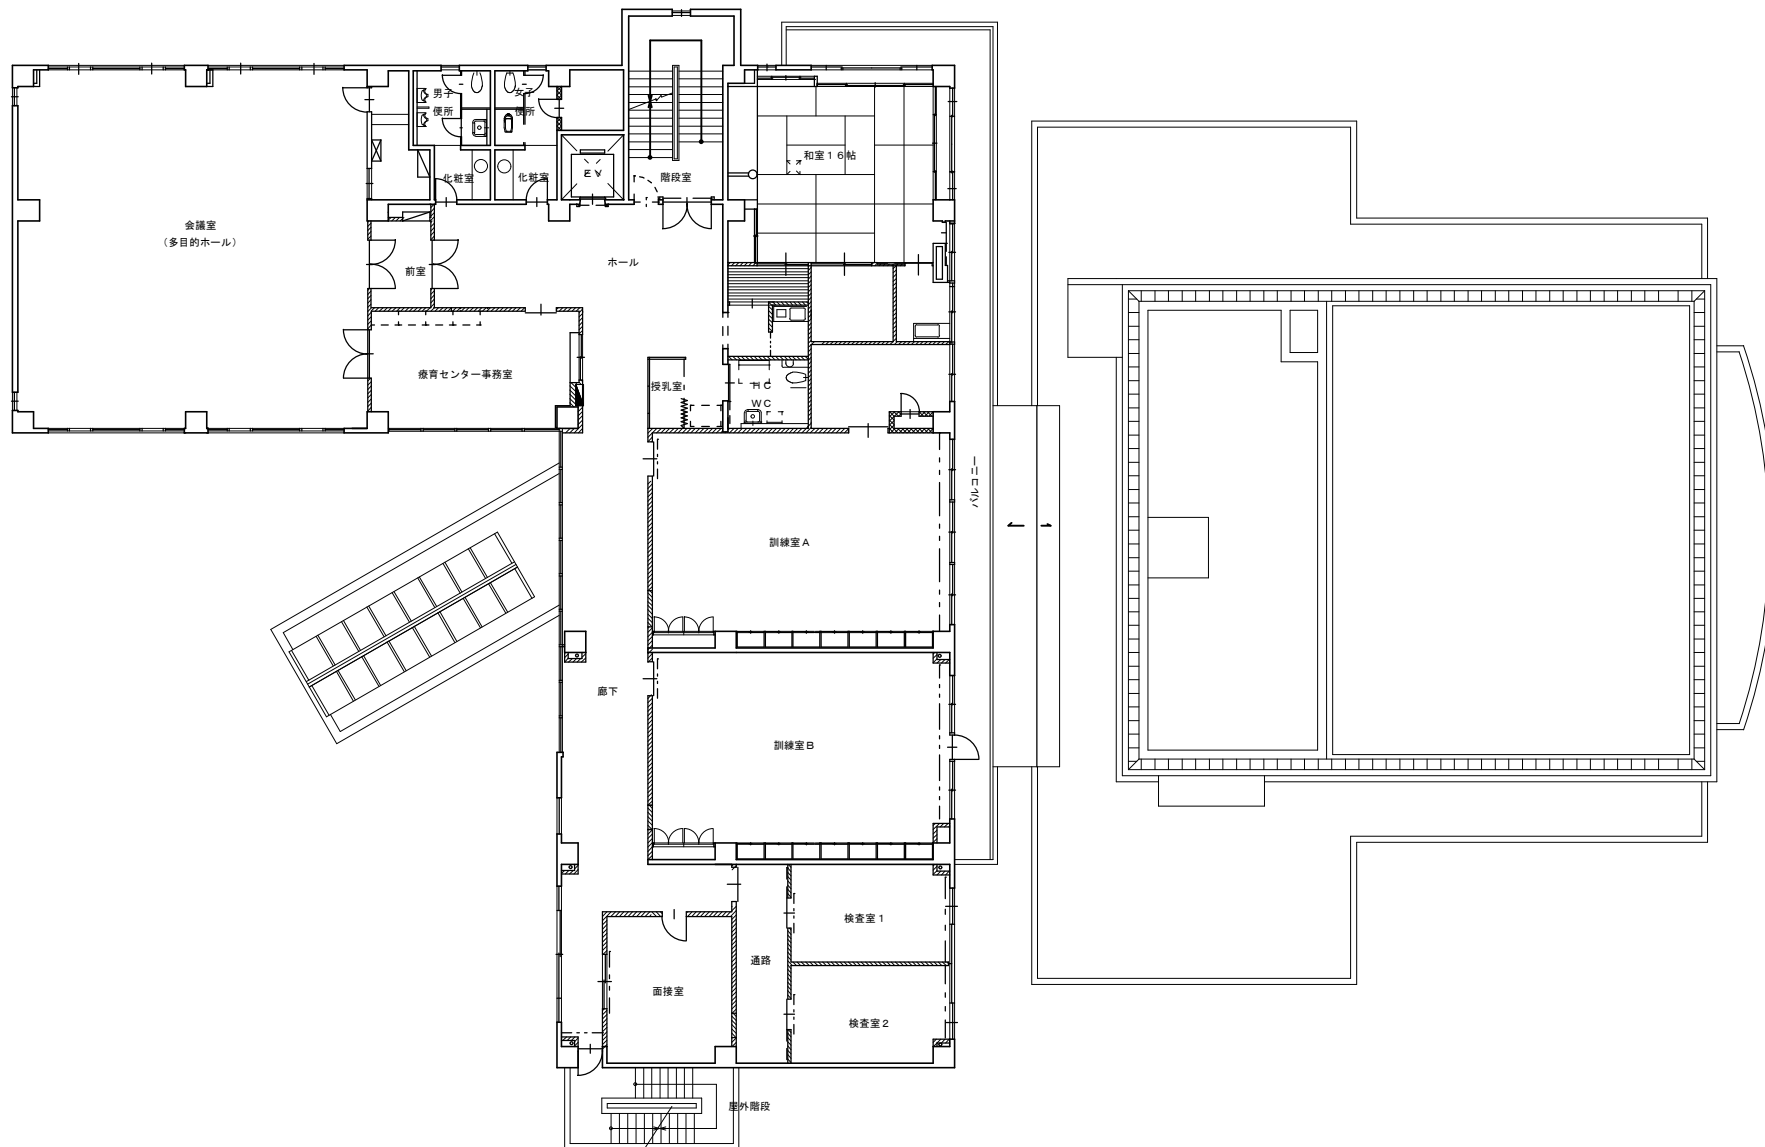 男子
便所
女子
便所
化粧室
化粧室
EV
階段室
和室１６帖
会議室
（多目的ホール）
前室
ホール
療育センター事務室
授乳室
HC
WC
バルコニー
訓練室Ａ
廊下
訓練室Ｂ
検査室１
通路
面接室
検査室２
屋外階段